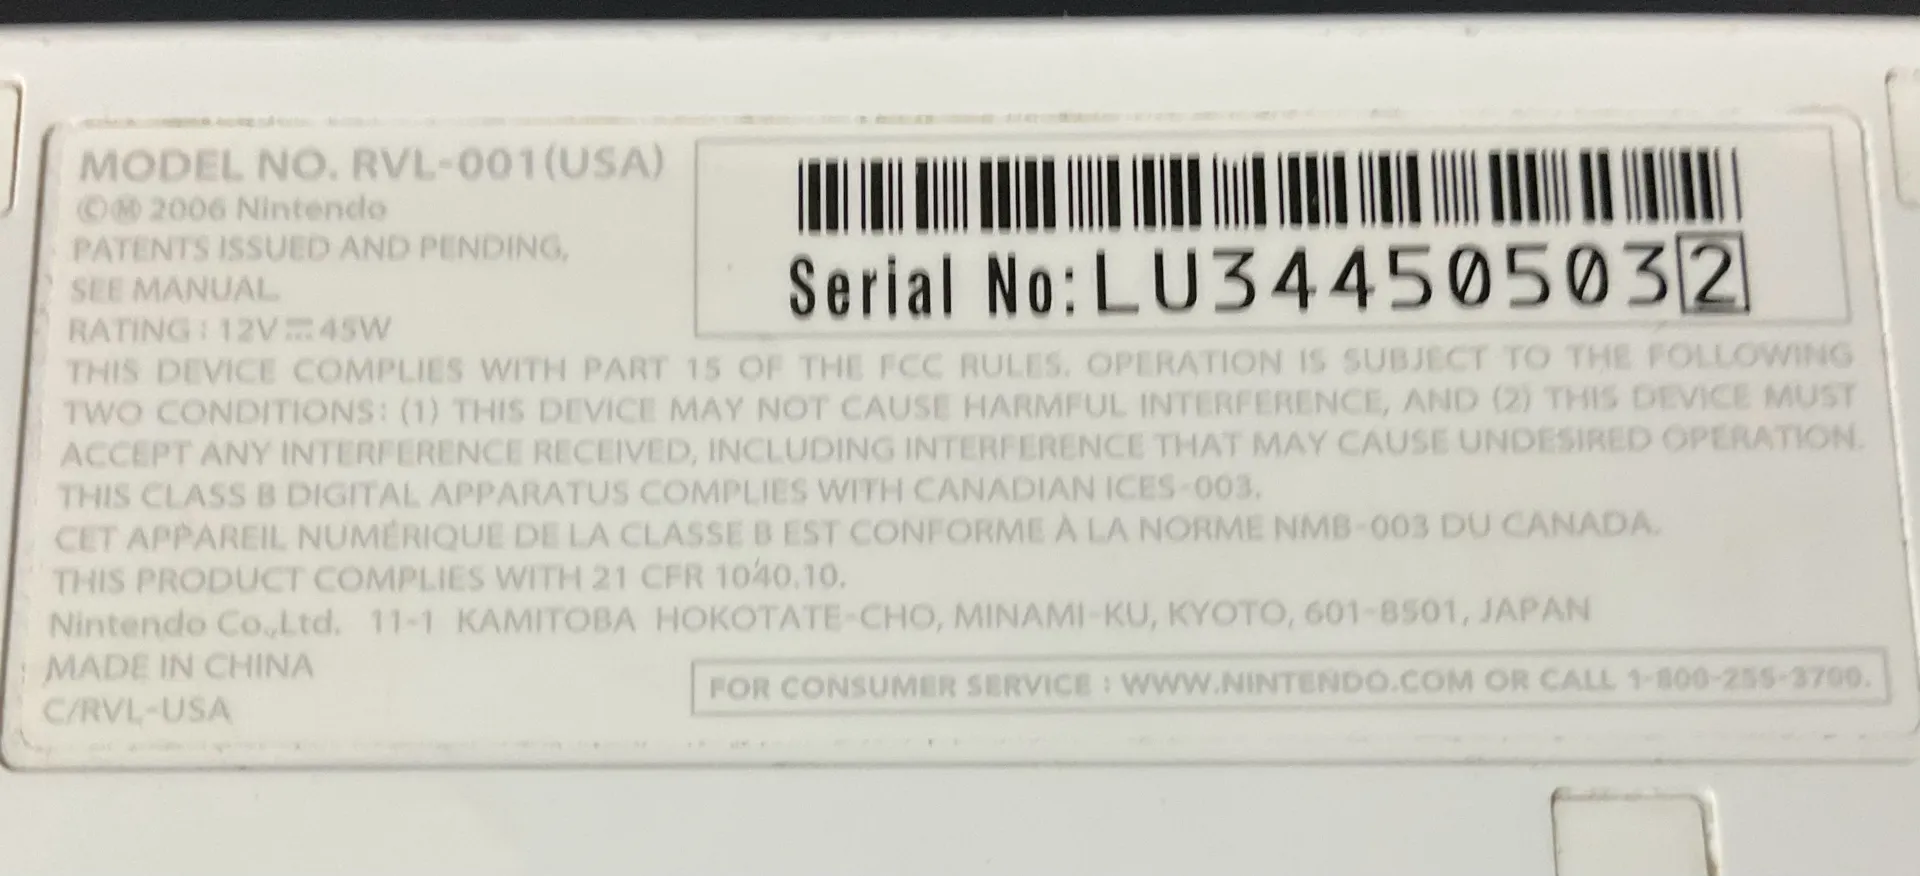 MODEL NO. RVL-001(USA)
©Ⓜ 2006 Nintendo
PATENTS ISSUED AND PENDING,
SEE MANUAL.
RATING : 12V⎓45W
Serial No:LU344505032
THIS DEVICE COMPLIES WITH PART 15 OF THE FCC RULES. OPERATION IS SUBJECT TO THE FOLLOWING
TWO CONDITIONS: (1) THIS DEVICE MAY NOT CAUSE HARMFUL INTERFERENCE, AND (2) THIS DEVICE MUST
ACCEPT ANY INTERFERENCE RECEIVED, INCLUDING INTERFERENCE THAT MAY CAUSE UNDESIRED OPERATION.
THIS CLASS B DIGITAL APPARATUS COMPLIES WITH CANADIAN ICES-003.
CET APPAREIL NUMÉRIQUE DE LA CLASSE B EST CONFORME À LA NORME NMB-003 DU CANADA.
THIS PRODUCT COMPLIES WITH 21 CFR 1040.10.
Nintendo Co.,Ltd. 11-1 KAMITOBA HOKOTATE-CHO, MINAMI-KU, KYOTO, 601-8501, JAPAN
MADE IN CHINA
C/RVL-USA
FOR CONSUMER SERVICE : WWW.NINTENDO.COM OR CALL 1-800-255-3700.